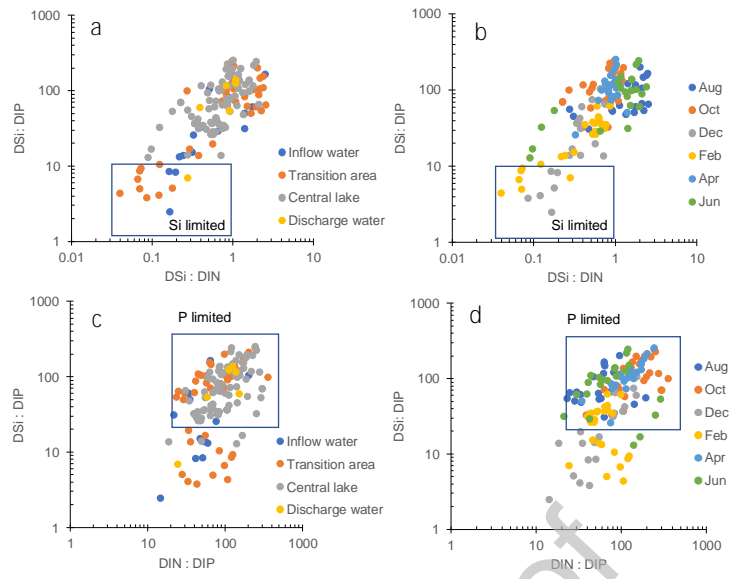 a
1000
100
10
1
0.01
0.1
1
10
DSi: DIP
DSi : DIN
Inflow water
Transition area
Central lake
Discharge water
Si limited
b
1000
100
10
1
0.01
0.1
1
10
DSi: DIP
DSi : DIN
Aug
Oct
Dec
Feb
Apr
Jun
Si limited
c
P limited
1000
100
10
1
1
10
100
1000
DSi: DIP
DIN : DIP
Inflow water
Transition area
Central lake
Discharge water
d
P limited
1000
100
10
1
1
10
100
1000
DSi: DIP
DIN : DIP
Aug
Oct
Dec
Feb
Apr
Jun